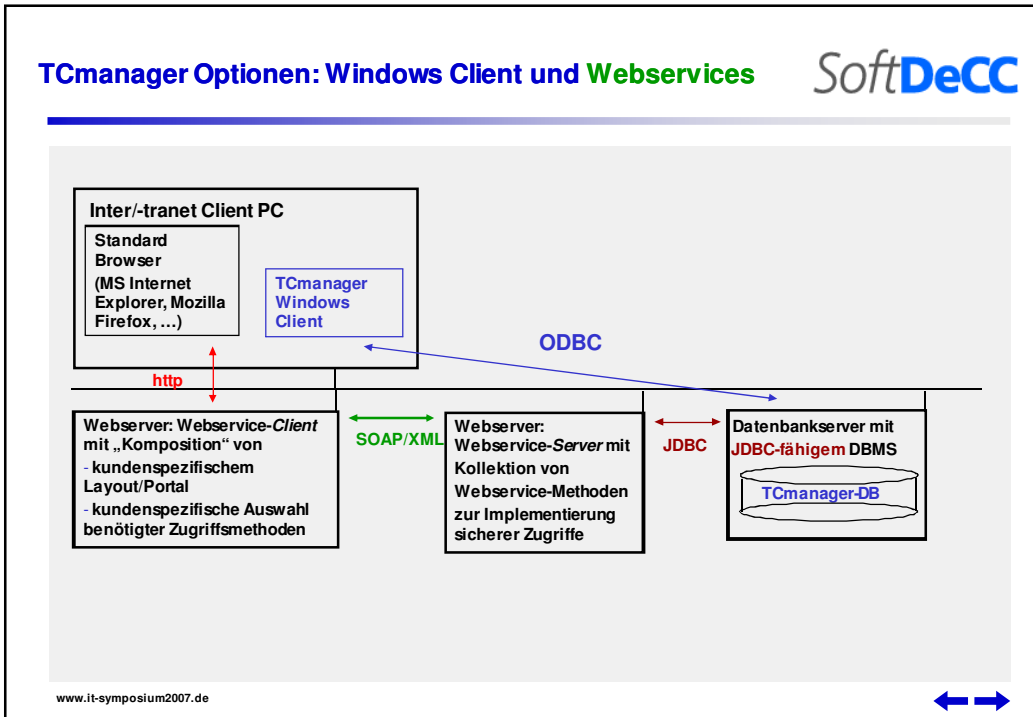 TCmanager Optionen: Windows Client und Webservices
SoftDeCC
Inter/-tranet Client PC
Standard
Browser
(MS Internet
Explorer, Mozilla
Firefox, …)
TCmanager
Windows
Client
ODBC
http
Webserver: Webservice-Client
mit „Komposition“ von
- kundenspezifischem
Layout/Portal
- kundenspezifische Auswahl
benötigter Zugriffsmethoden
SOAP/XML
Webserver:
Webservice-Server mit
Kollektion von
Webservice-Methoden
zur Implementierung
sicherer Zugriffe
JDBC
Datenbankserver mit
JDBC-fähigem DBMS
TCmanager-DB
www.it-symposium2007.de